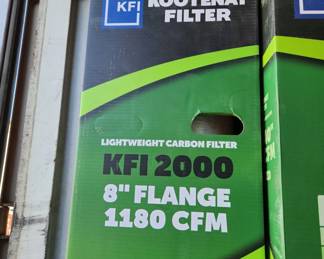 KFI
KOOTENAY
FILTER
LIGHTWEIGHT CARBON FILTER
KFI 2000
8" FLANGE
1180 CFM